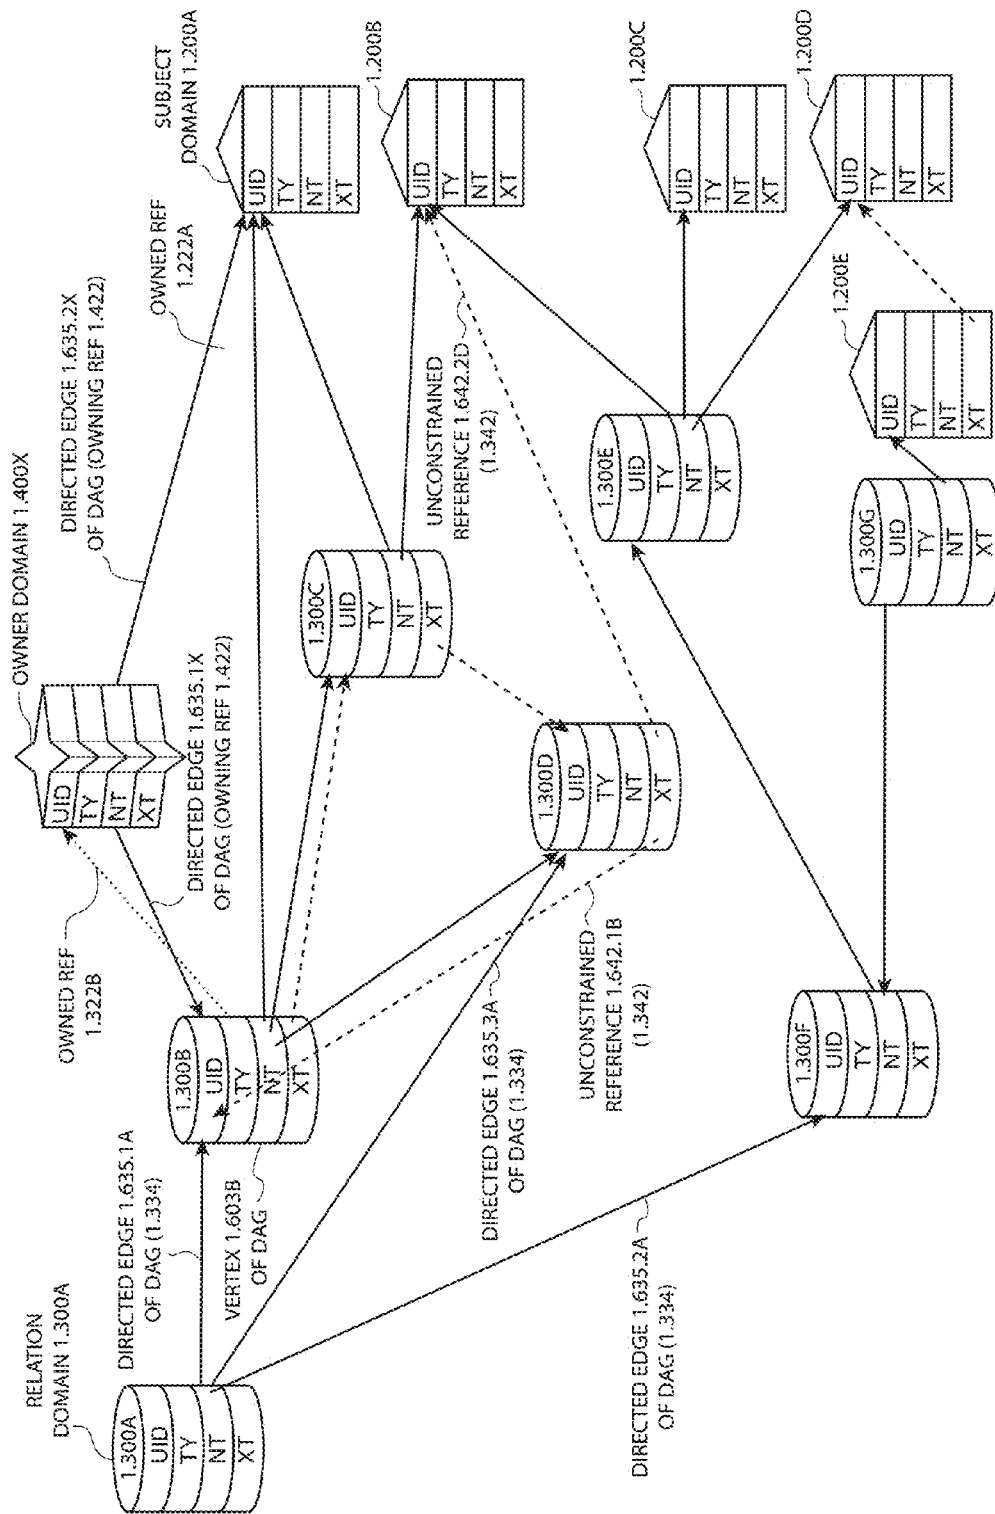 RELATION
DOMAIN 1.300A
1.300A
UID
TY
NT
XT
DIRECTED EDGE 1.635.1A
OF DAG (1.334)
VERTEX 1.603B
OF DAG
DIRECTED EDGE 1.635.2A
OF DAG (1.334)
DIRECTED EDGE 1.635.3A
OF DAG (1.334)
OWNED REF
1.322B
1.300B
UID
TY
NT
XT
UNCONSTRAINED
REFERENCE 1.642.1B
(1.342)
1.300F
UID
TY
NT
XT
OWNER DOMAIN 1.400X
UID
TY
NT
XT
DIRECTED EDGE 1.635.1X
OF DAG (OWNING REF 1.422)
1.300D
UID
TY
NT
XT
1.300C
UID
TY
NT
XT
DIRECTED EDGE 1.635.2X
OF DAG (OWNING REF 1.422)
UNCONSTRAINED
REFERENCE 1.642.2D
(1.342)
1.300E
UID
TY
NT
XT
1.300G
UID
TY
NT
XT
OWNED REF
1.222A
SUBJECT
DOMAIN 1.200A
UID
TY
NT
XT
1.200B
UID
TY
NT
XT
1.200C
UID
TY
NT
XT
1.200D
UID
TY
NT
XT
1.200E
UID
TY
NT
XT